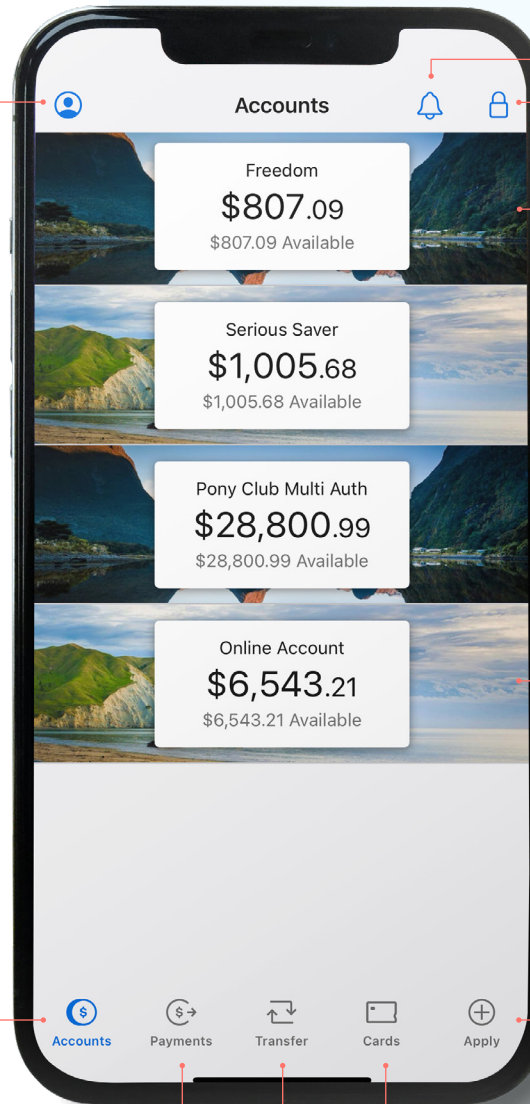 Accounts
Freedom
$807.09
$807.09 Available
Serious Saver
$1,005.68
$1,005.68 Available
Pony Club Multi Auth
$28,800.99
$28,800.99 Available
Online Account
$6,543.21
$6,543.21 Available
Accounts Payments Transfer Cards Apply